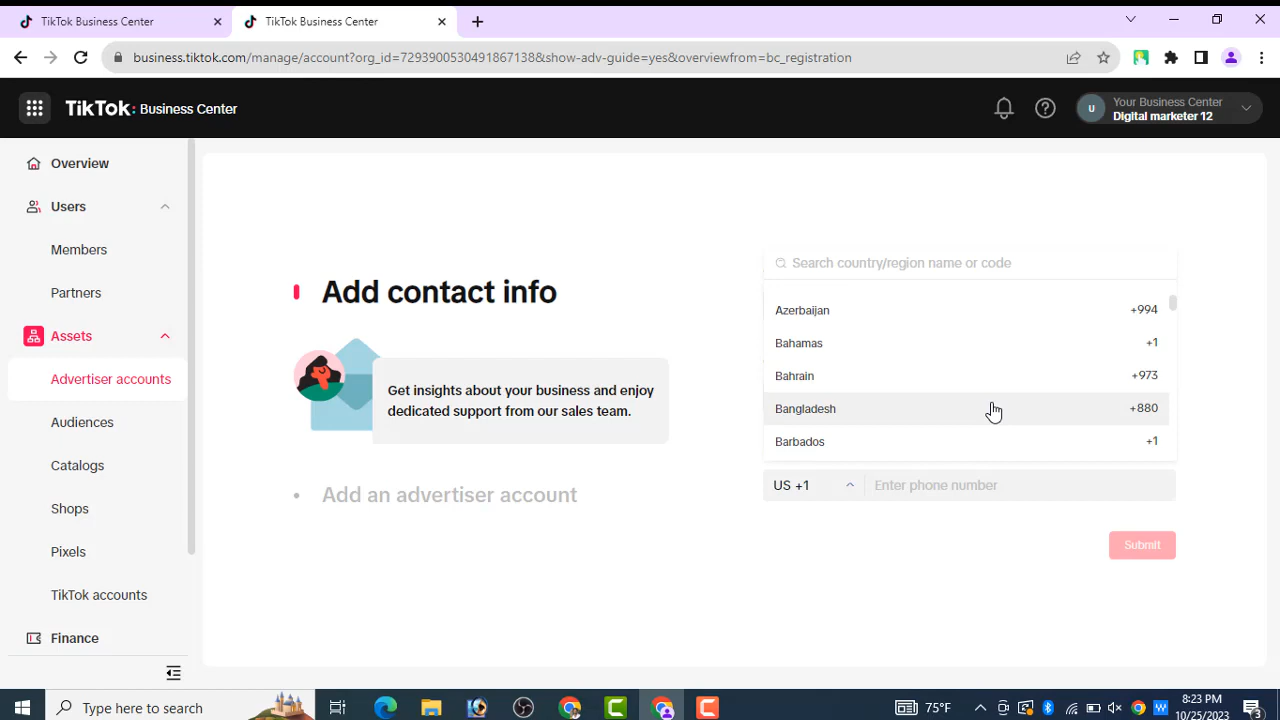 TikTok Business Center
TikTok Business Center
business.tiktok.com/manage/account?org_id=7293900530491867138&show-adv-guide=yes&overviewfrom=bc_registration
TikTok: Business Center
U
Your Business Center
Digital marketer 12
Overview
Users
Members
Partners
Assets
Advertiser accounts
Audiences
Catalogs
Shops
Pixels
TikTok accounts
Finance
Add contact info
Get insights about your business and enjoy
dedicated support from our sales team.
Add an advertiser account
Search country/region name or code
Azerbaijan +994
Bahamas +1
Bahrain +973
Bangladesh +880
Barbados +1
US +1 Enter phone number
Submit
Type here to search
75°F
8:23 PM
10/25/2023
3